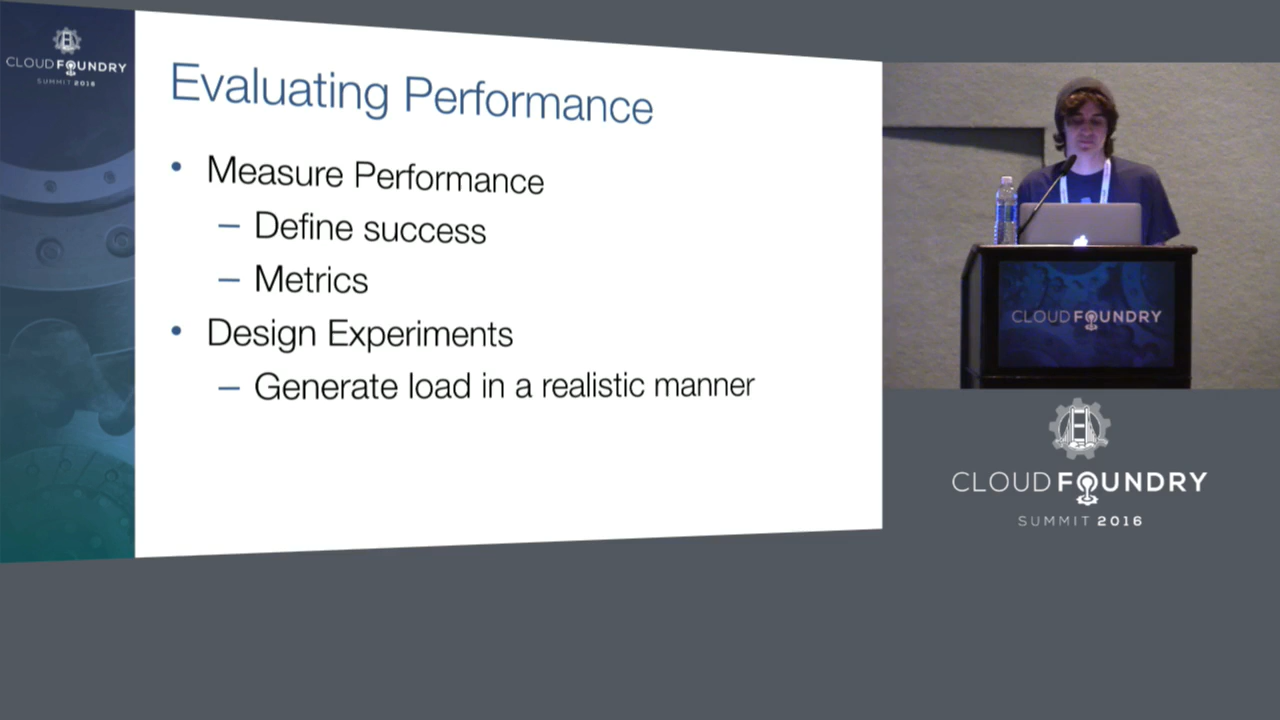 CLOUD FOUNDRY
SUMMIT 2016
Evaluating Performance
• Measure Performance
– Define success
– Metrics
• Design Experiments
– Generate load in a realistic manner
CLOUD FOUNDRY
CLOUD FOUNDRY
SUMMIT 2016